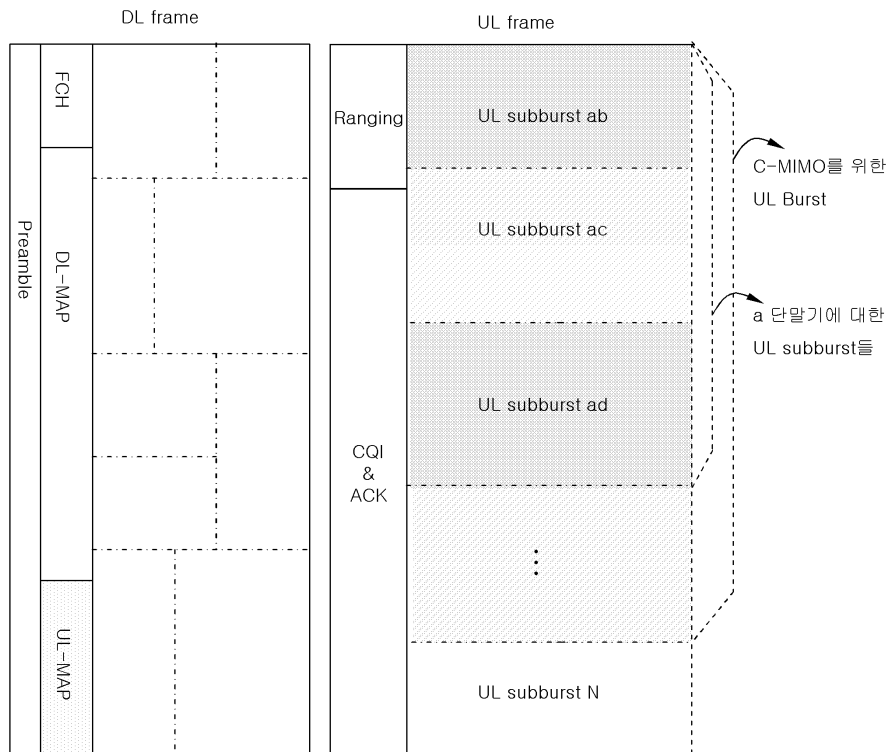 DL frame
UL frame
FCH
DL-MAP
UL-MAP
Preamble
Ranging
CQI
&
ACK
UL subburst ab
UL subburst ac
UL subburst ad
UL subburst N
C-MIMO를 위한
UL Burst
a 단말기에 대한
UL subburst들